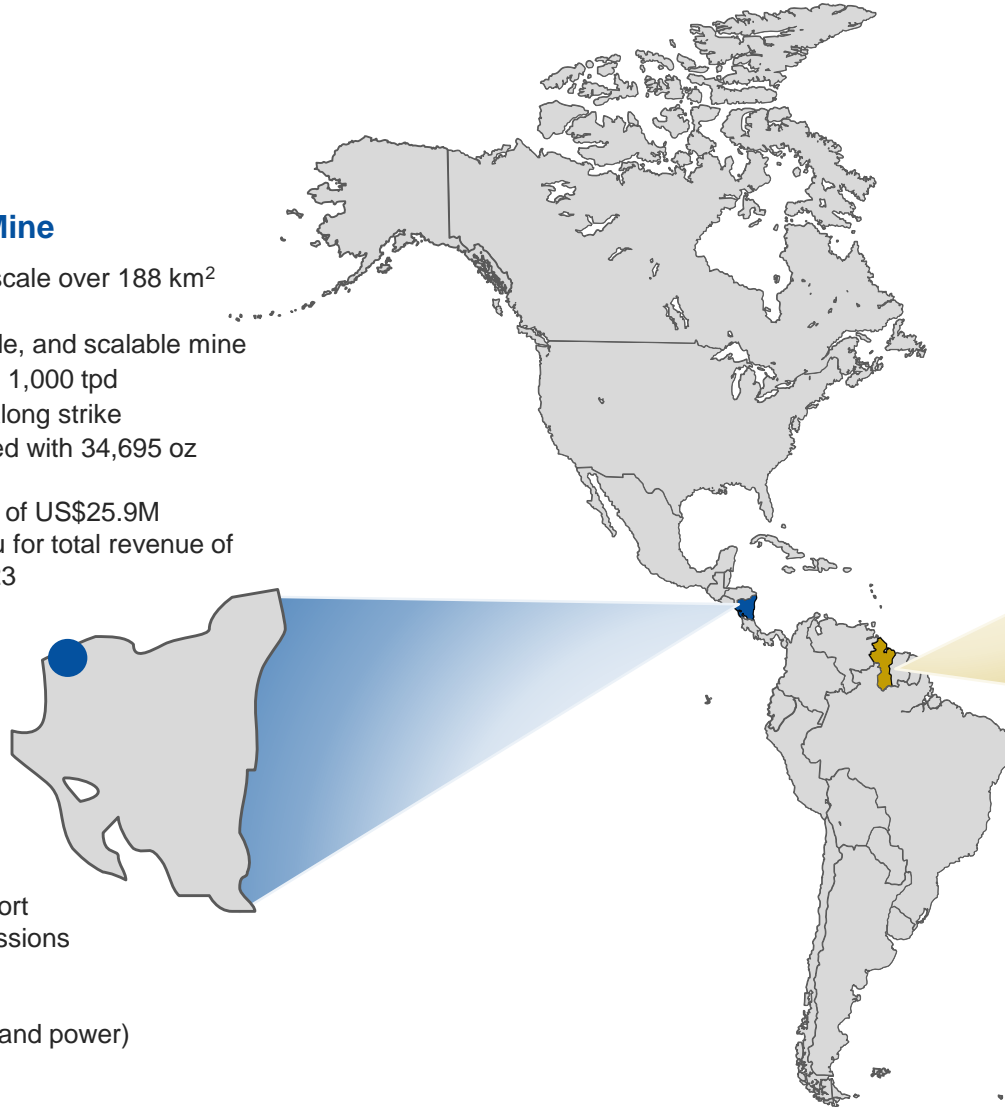 Mine
scale over 188 km²
le, and scalable mine
1,000 tpd
long strike
ed with 34,695 oz
of US$25.9M
u for total revenue of
23
ort
ssions
and power)